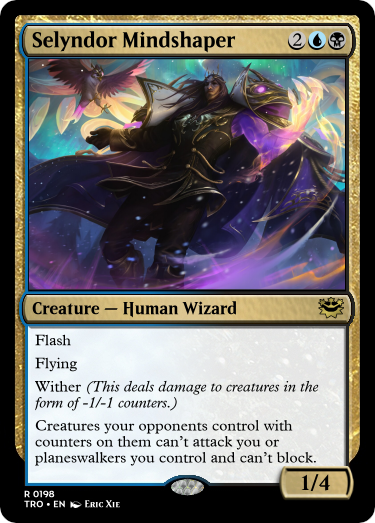 Selyndor Mindshaper 2
Creature — Human Wizard
Flash
Flying
Wither (This deals damage to creatures in the
form of -1/-1 counters.)
Creatures your opponents control with
counters on them can't attack you or
planeswalkers you control and can't block.
1/4
R 0198
TRO • EN Eric Xie